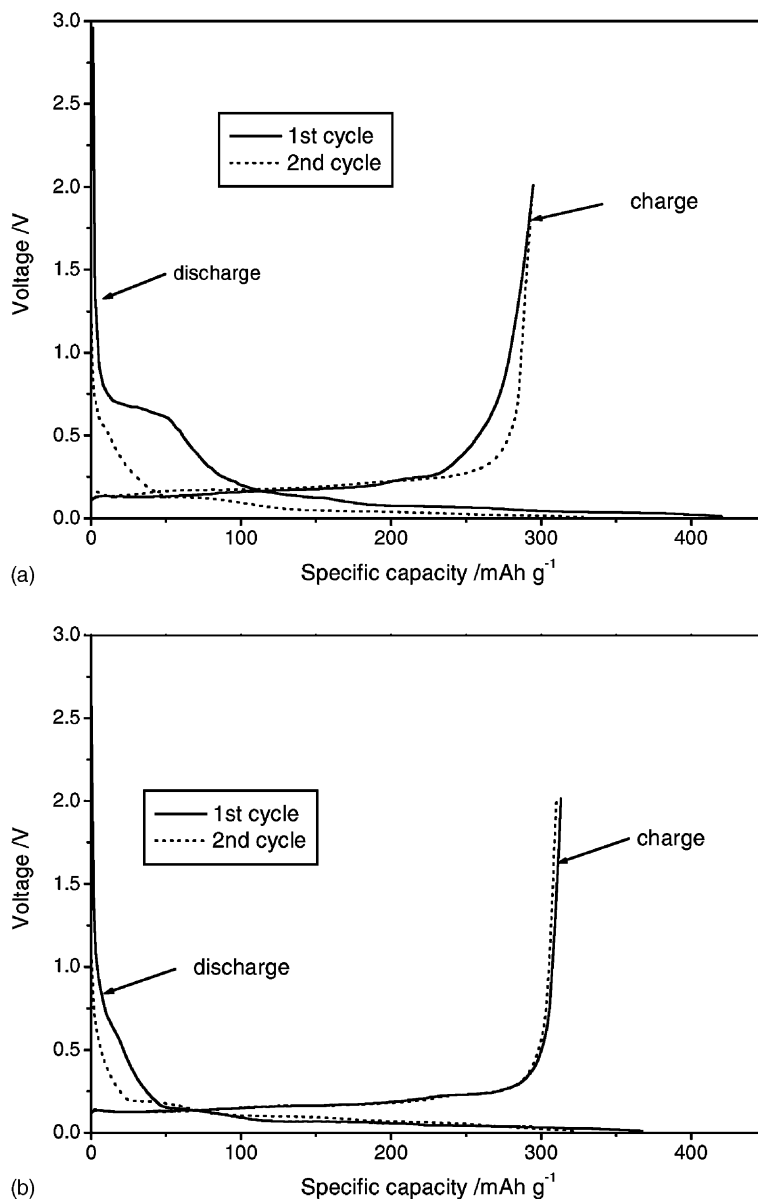 3.0
2.5
2.0
1.5
1.0
0.5
0.0
Voltage /V
1st cycle
2nd cycle
discharge
charge
0 100 200 300 400
Specific capacity /mAh g⁻¹
(a)
3.0
2.5
2.0
1.5
1.0
0.5
0.0
Voltage /V
1st cycle
2nd cycle
discharge
charge
0 100 200 300 400
Specific capacity /mAh g⁻¹
(b)